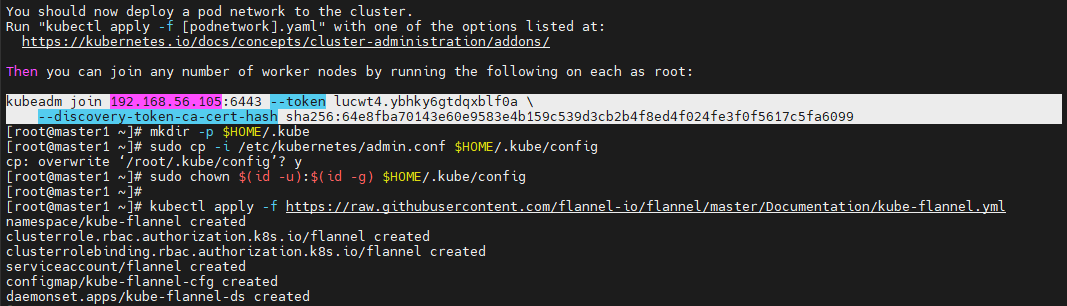 You should now deploy a pod network to the cluster.
Run "kubectl apply -f [podnetwork].yaml" with one of the options listed at:
  https://kubernetes.io/docs/concepts/cluster-administration/addons/

Then you can join any number of worker nodes by running the following on each as root:

kubeadm join 192.168.56.105:6443 --token lucwt4.ybhky6gtdqxblf0a \
    --discovery-token-ca-cert-hash sha256:64e8fba70143e60e9583e4b159c539d3cb2b4f8ed4f024fe3f0f5617c5fa6099
[root@master1 ~]# mkdir -p $HOME/.kube
[root@master1 ~]# sudo cp -i /etc/kubernetes/admin.conf $HOME/.kube/config
cp: overwrite ‘/root/.kube/config’? y
[root@master1 ~]# sudo chown $(id -u):$(id -g) $HOME/.kube/config
[root@master1 ~]#
[root@master1 ~]# kubectl apply -f https://raw.githubusercontent.com/flannel-io/flannel/master/Documentation/kube-flannel.yml
namespace/kube-flannel created
clusterrole.rbac.authorization.k8s.io/flannel created
clusterrolebinding.rbac.authorization.k8s.io/flannel created
serviceaccount/flannel created
configmap/kube-flannel-cfg created
daemonset.apps/kube-flannel-ds created